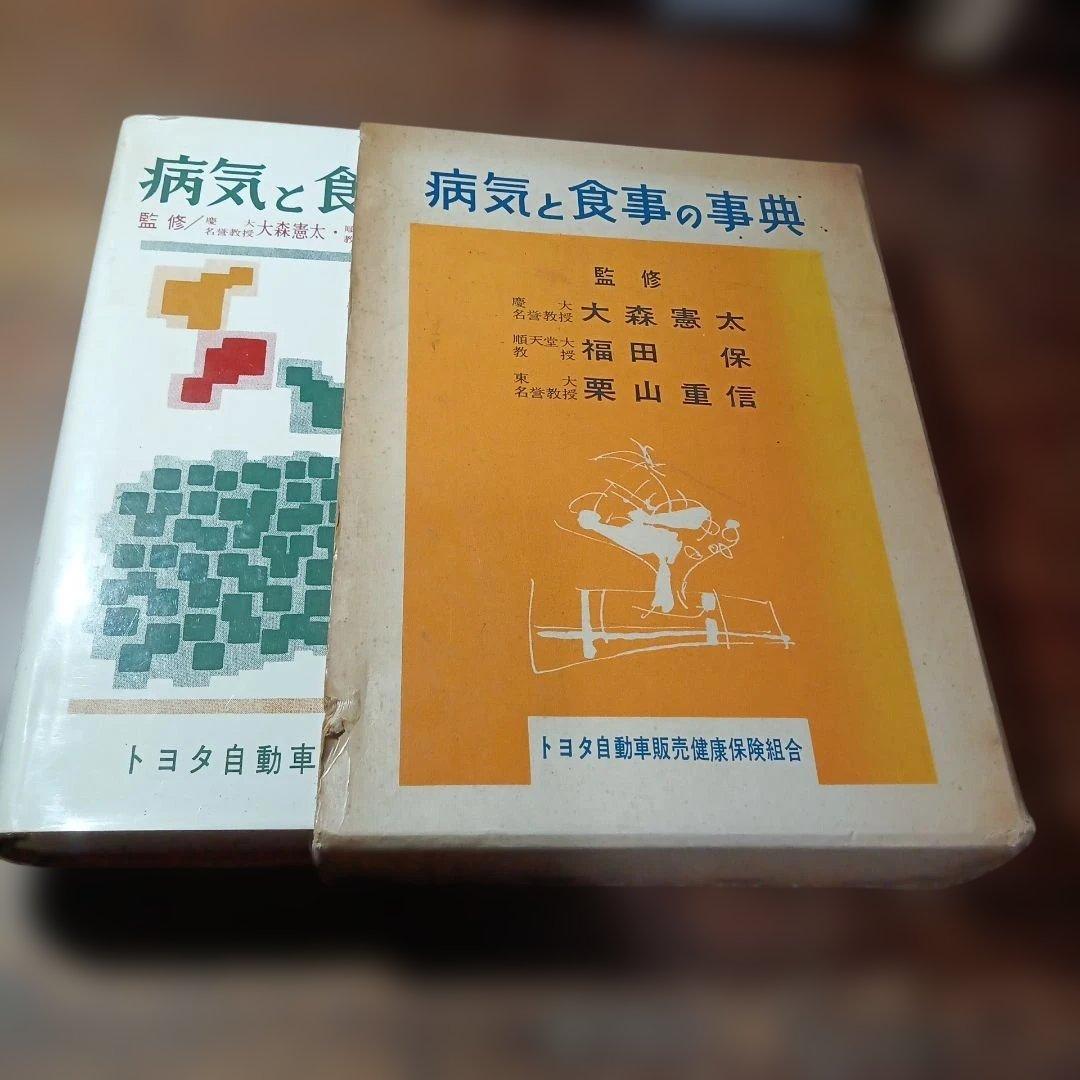 病気と食
監修/慶大名誉教授大森憲太・
トヨタ自動車
病気と食事の事典
監修
慶大名誉教授 大森憲太
順天堂大教授 福田 保
東大名誉教授 栗山重信
トヨタ自動車販売健康保険組合